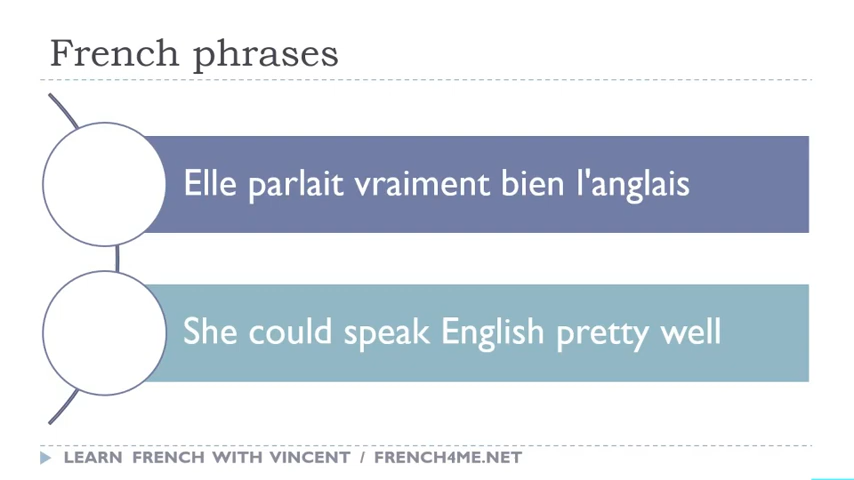 French phrases
Elle parlait vraiment bien l'anglais
She could speak English pretty well
LEARN FRENCH WITH VINCENT / FRENCH4ME.NET